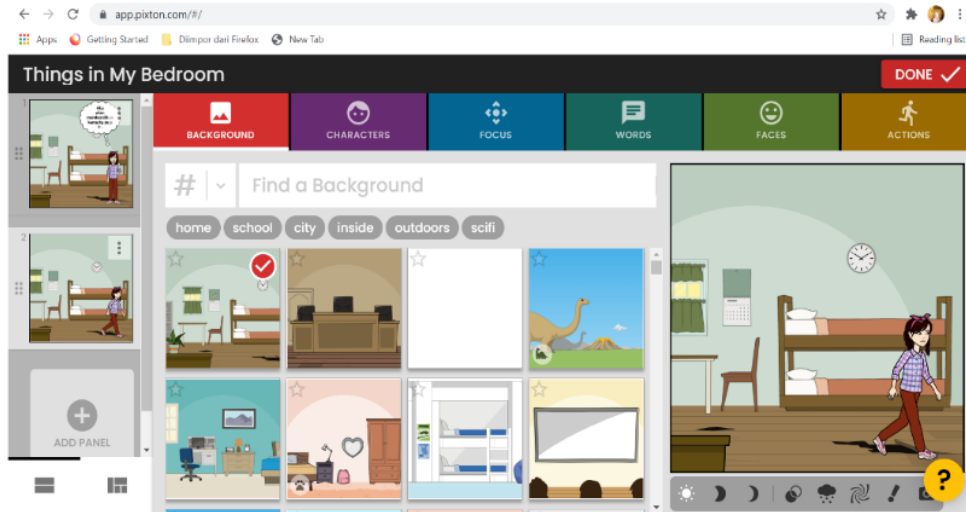 app.pixton.com/#/
Apps Getting Started Diimpor dari Firefox New Tab Reading list
Things in My Bedroom
DONE
1
BACKGROUND CHARACTERS FOCUS WORDS FACES ACTIONS
# Find a Background
home school city inside outdoors scifi
2
ADD PANEL
?